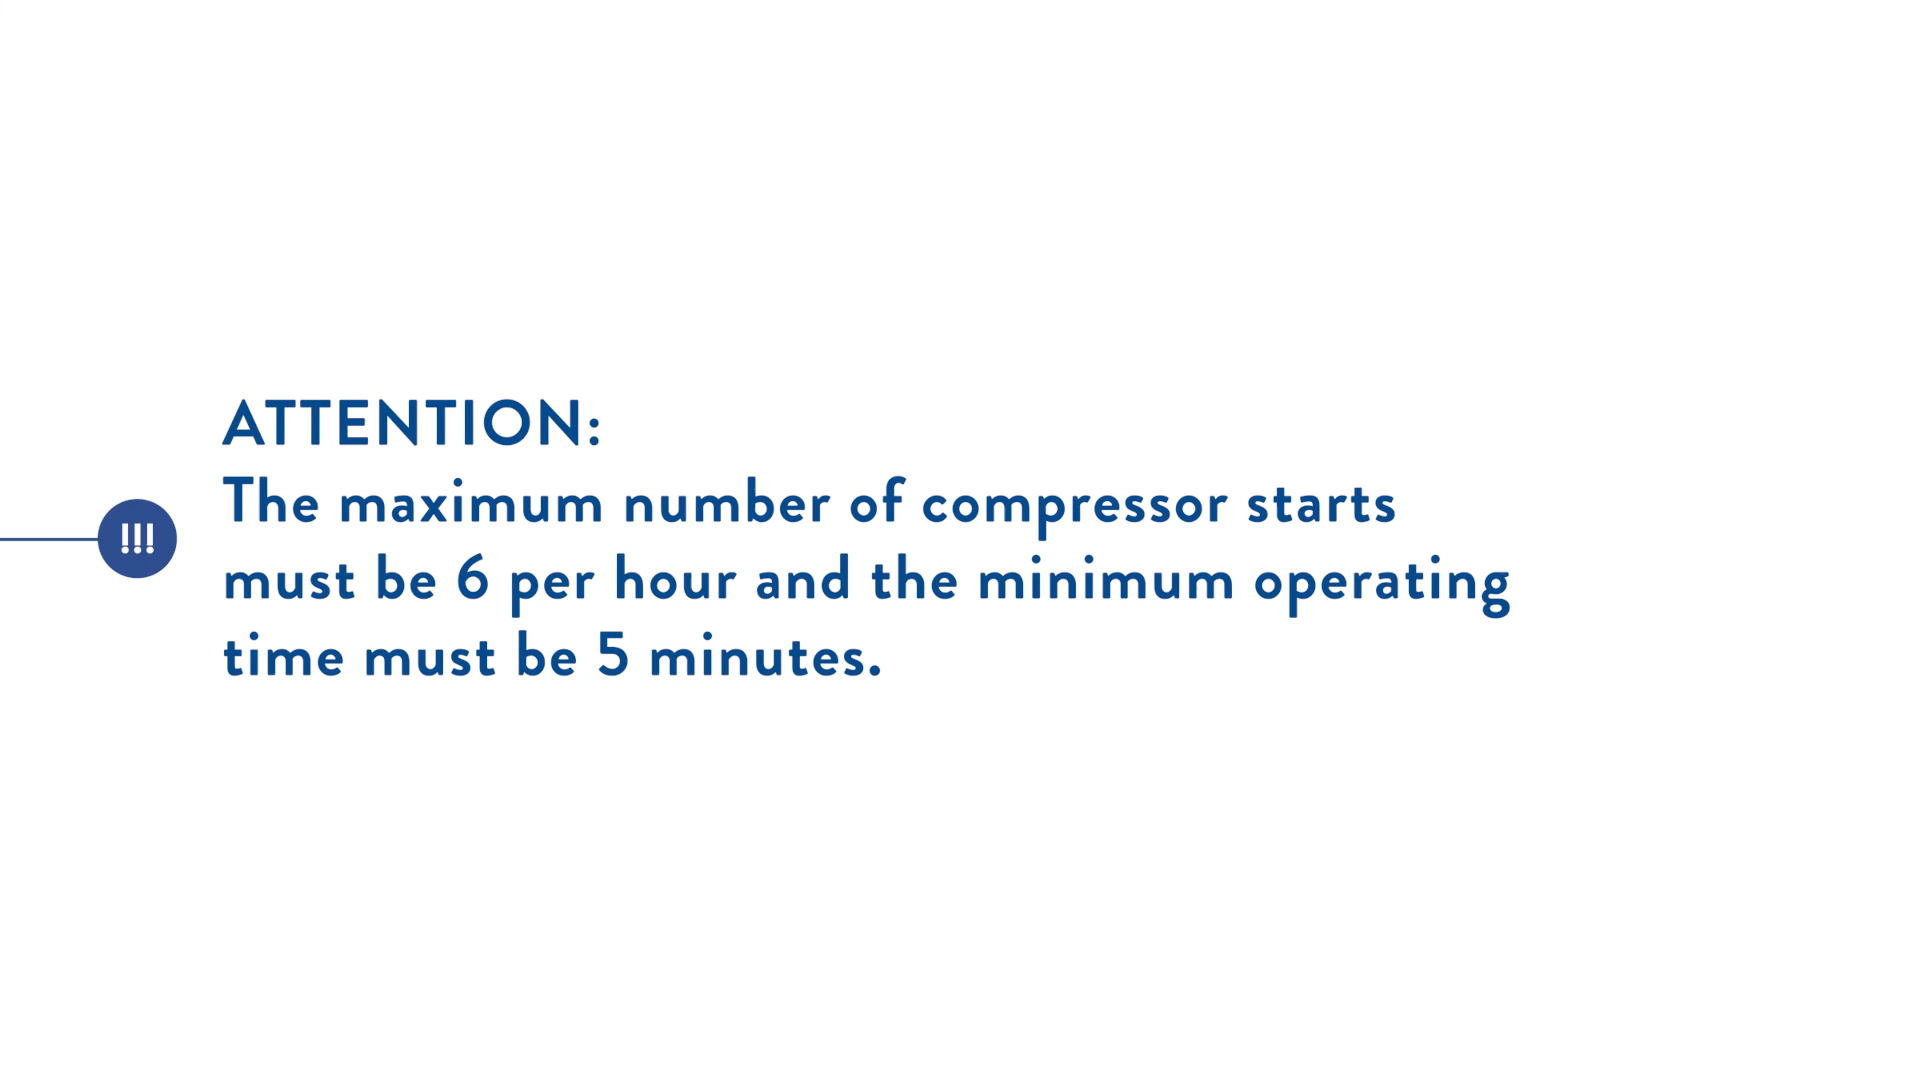 ATTENTION:
The maximum number of compressor starts
!!!
must be 6 per hour and the minimum operating
time must be 5 minutes.